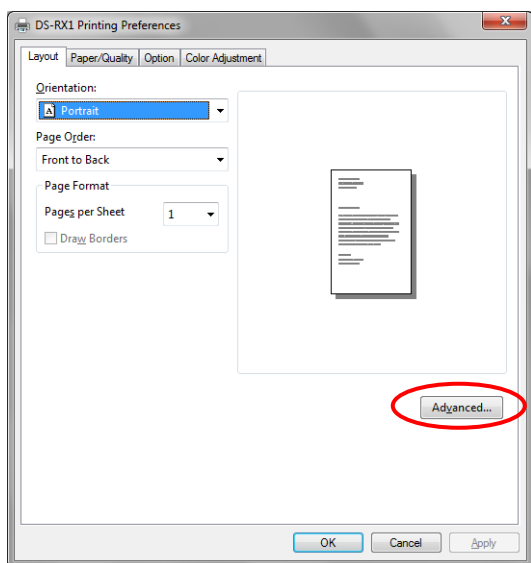 DS-RX1 Printing Preferences
Layout Paper/Quality Option Color Adjustment
Orientation:
A Portrait
Page Order:
Front to Back
Page Format
Pages per Sheet 1
Draw Borders
Advanced...
OK Cancel Apply